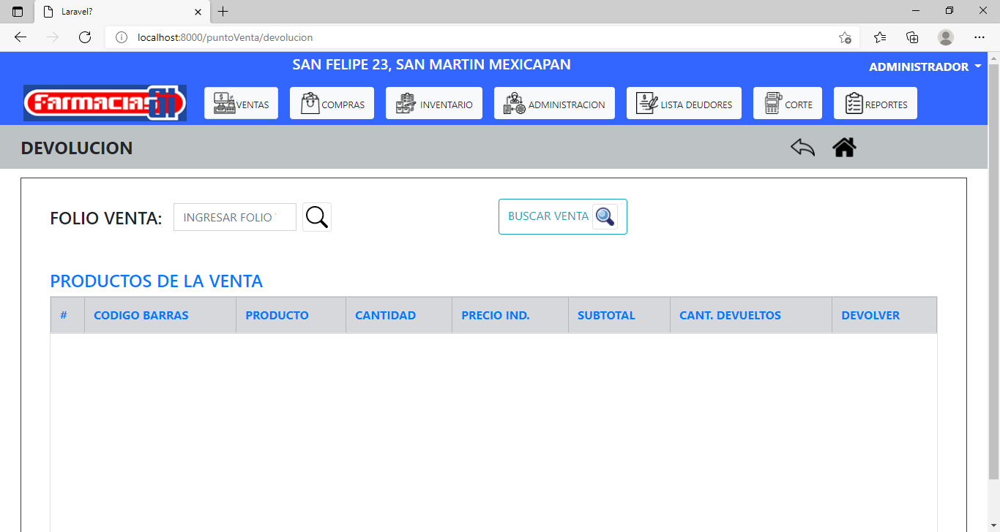 Laravel?
localhost:8000/puntoVenta/devolucion
SAN FELIPE 23, SAN MARTIN MEXICAPAN
ADMINISTRADOR
Farmacias
VENTAS
COMPRAS
INVENTARIO
ADMINISTRACION
LISTA DEUDORES
CORTE
REPORTES
DEVOLUCION
FOLIO VENTA:
INGRESAR FOLIO
BUSCAR VENTA
PRODUCTOS DE LA VENTA
# CODIGO BARRAS PRODUCTO CANTIDAD PRECIO IND. SUBTOTAL CANT. DEVUELTOS DEVOLVER